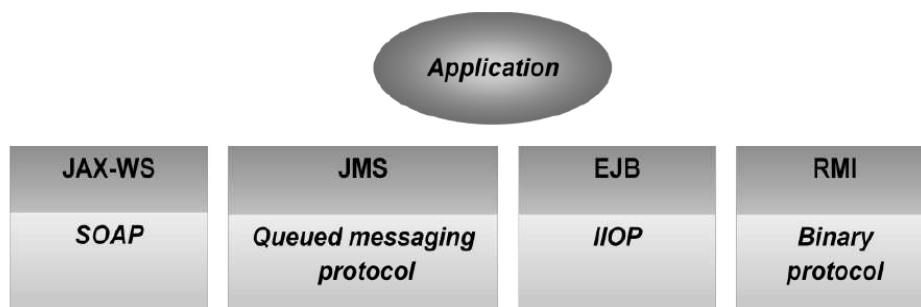 Application
JAX-WS
SOAP
JMS
Queued messaging
protocol
EJB
IIOP
RMI
Binary
protocol